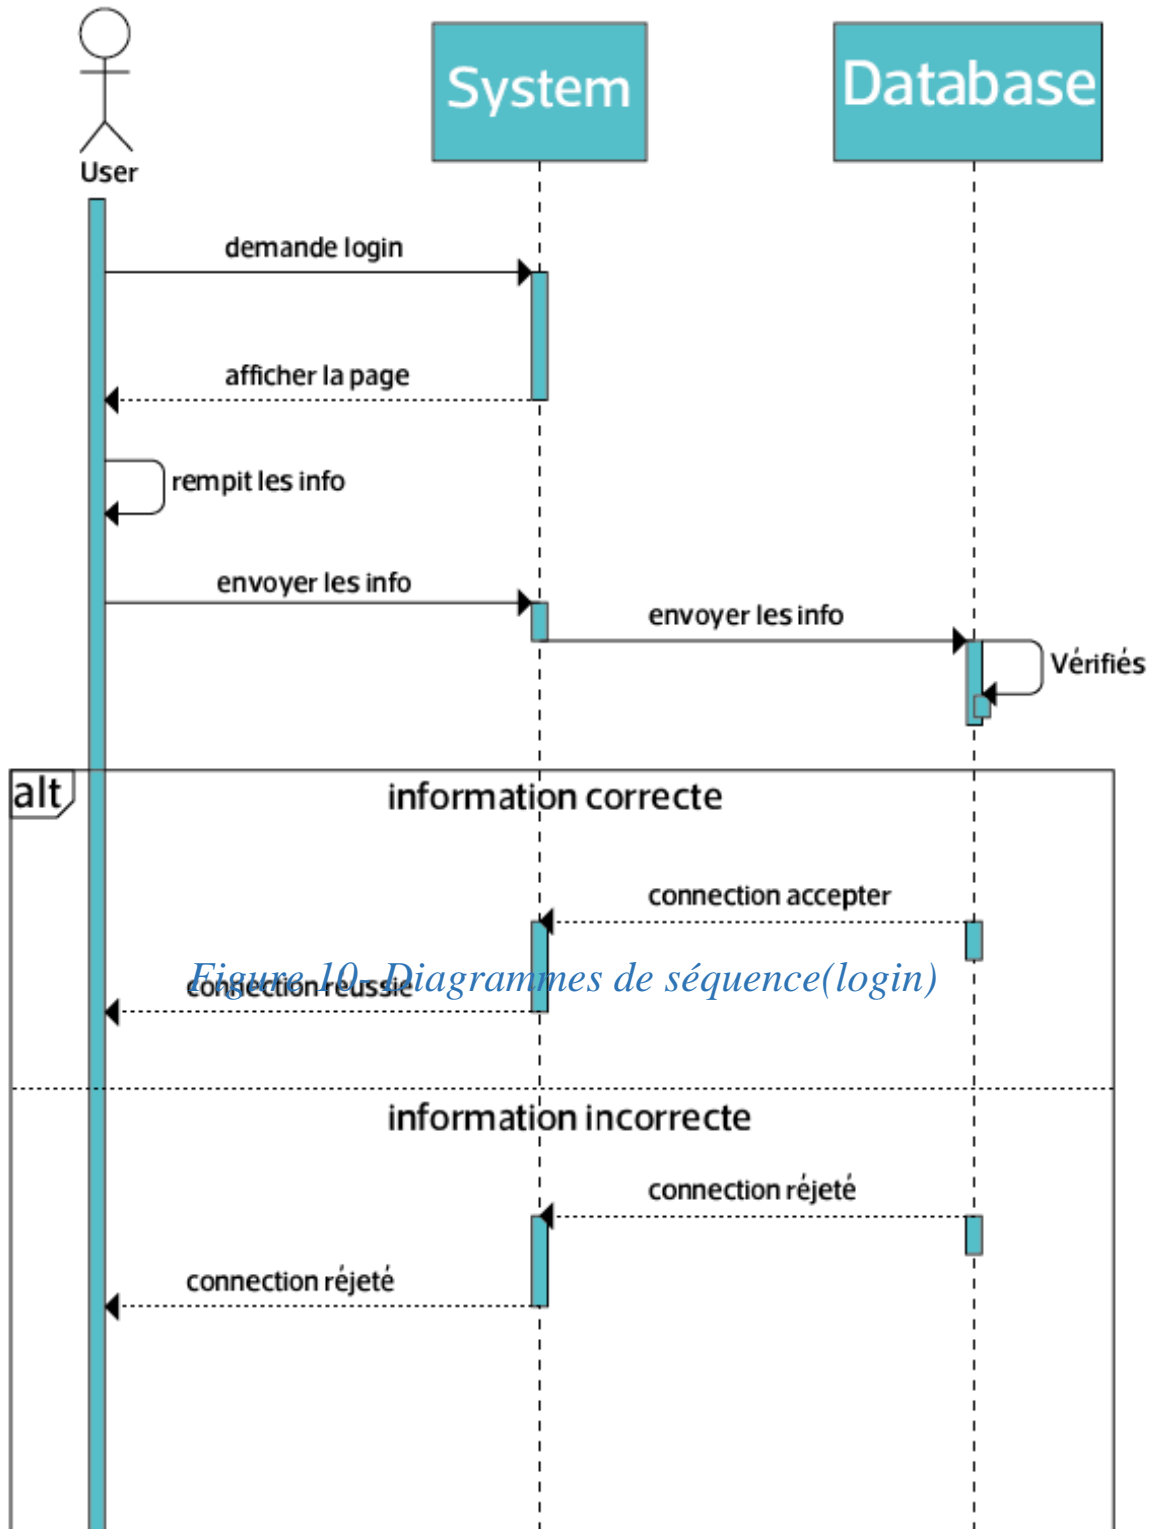 System
Database
User
demande login
afficher la page
rempit les info
envoyer les info
envoyer les info
Vérifiés
alt
information correcte
connection accepter
Figure 10- Diagrammes de séquence(login)
connection réussie
information incorrecte
connection réjeté
connection réjeté